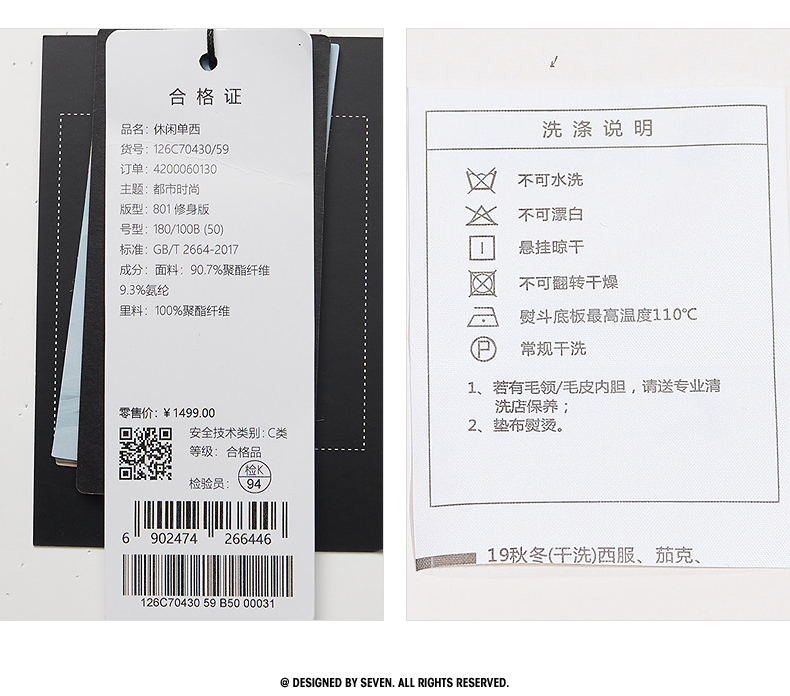 合格证
品名：休闲单西
货号：126C70430/59
订单：4200060130
主题：都市时尚
版型：801 修身版
号型：180/100B (50)
标准：GB/T 2664-2017
成分：面料：90.7%聚酯纤维
9.3%氨纶
里料：100%聚酯纤维
零售价：¥1499.00
安全技术类别：C类
等级：合格品
检验员：
检K
94
6 902474 266446
126C70430 59 B50 00031
洗涤说明
不可水洗
不可漂白
悬挂晾干
不可翻转干燥
熨斗底板最高温度110℃
P 常规干洗
1、若有毛领/毛皮内胆，请送专业清
洗店保养；
2、垫布熨烫。
19秋冬(干洗)西服、茄克、
@ DESIGNED BY SEVEN. ALL RIGHTS RESERVED.